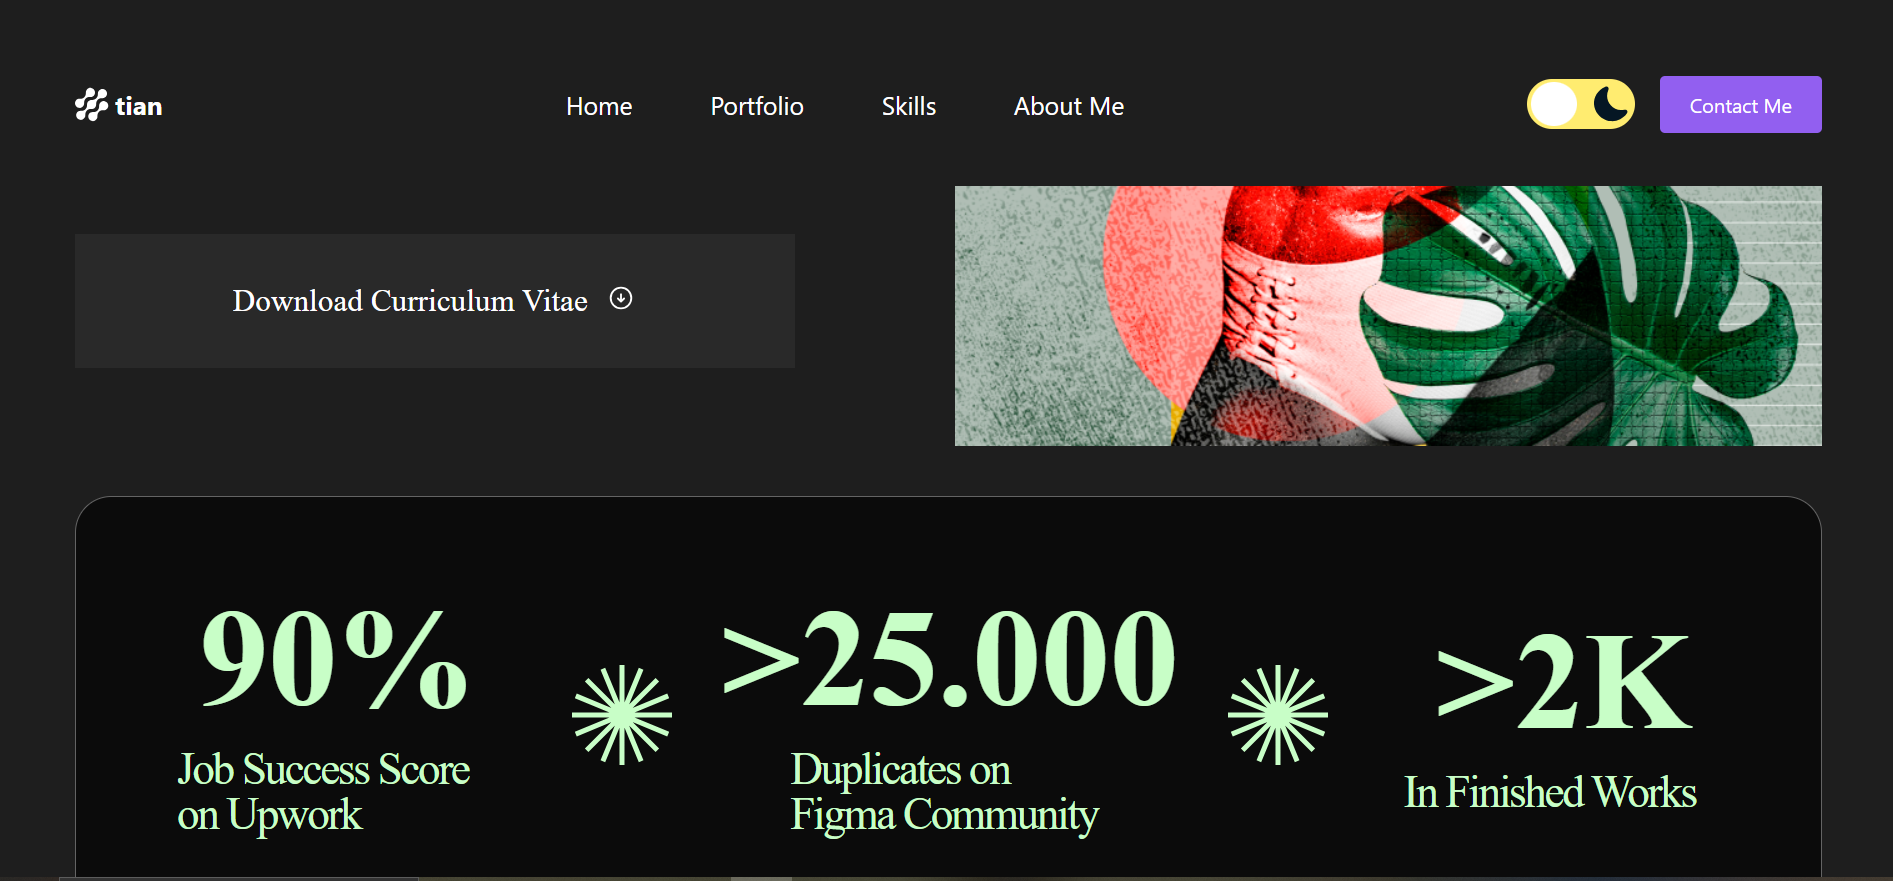 tian
Home Portfolio Skills About Me
Contact Me
Download Curriculum Vitae
90%
Job Success Score
on Upwork
>25.000
Duplicates on
Figma Community
>2K
In Finished Works